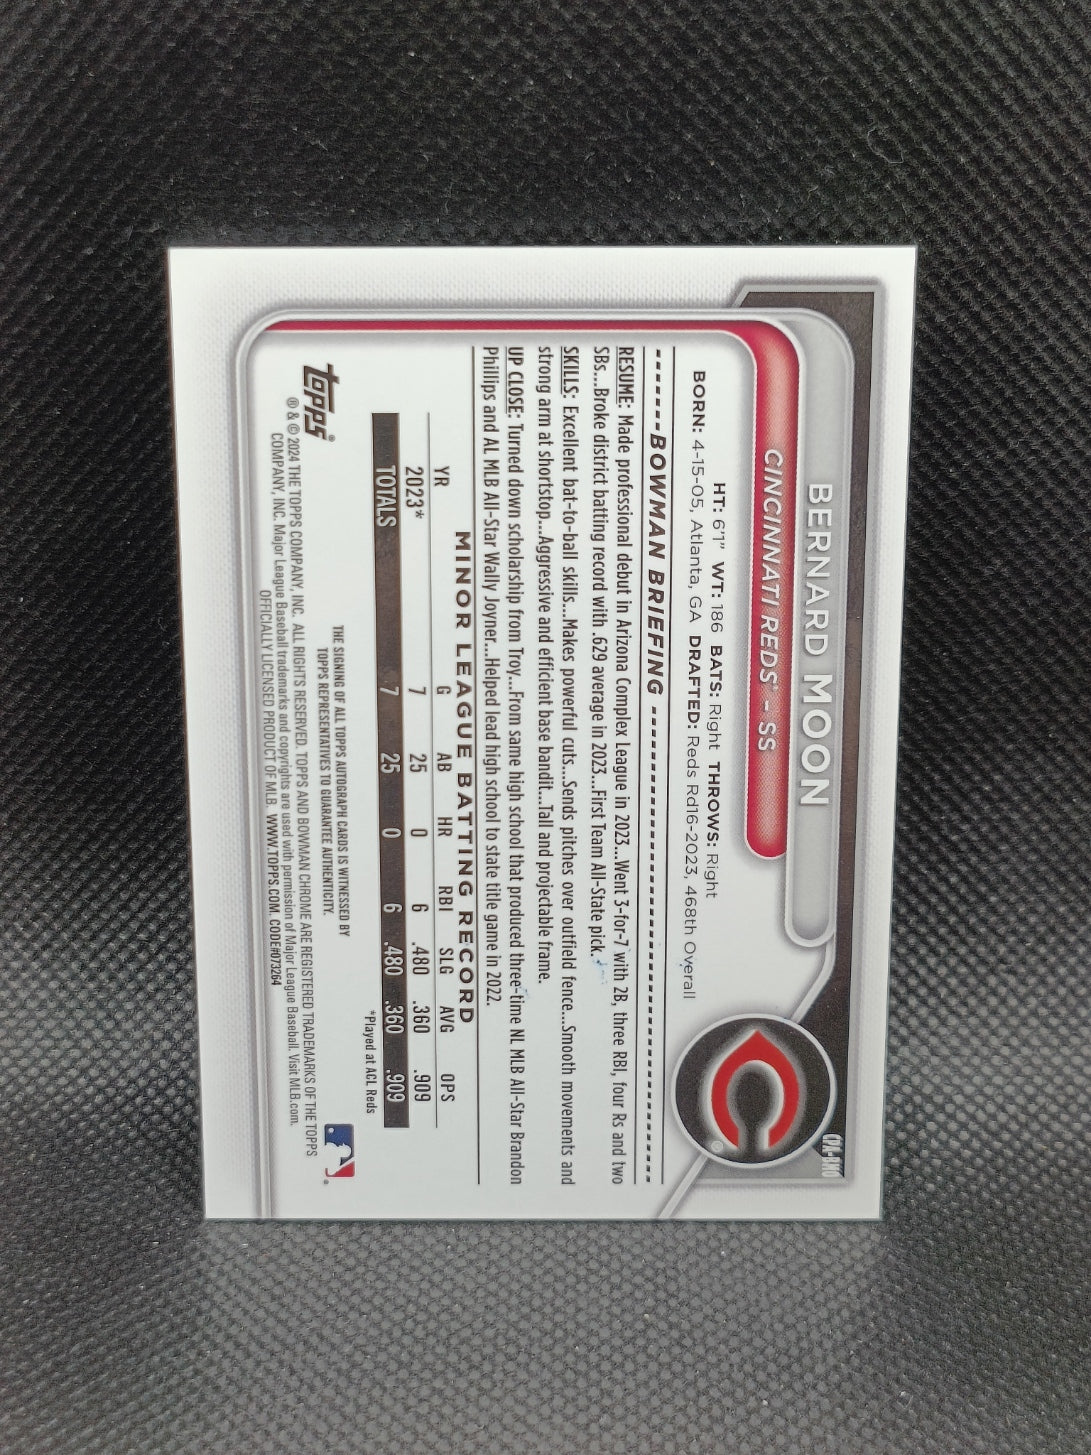 CPA-BMO
BERNARD MOON
CINCINNATI REDS® – SS
HT: 6'1" WT: 186 BATS: Right THROWS: Right
BORN: 4-15-05, Atlanta, GA DRAFTED: Reds Rd16-2023, 468th Overall
BOWMAN BRIEFING
RESUME: Made professional debut in Arizona Complex League in 2023...Went 3-for-7 with 2B, three RBI, four Rs and two
SBs...Broke district batting record with .629 average in 2023...First Team All-State pick.
SKILLS: Excellent bat-to-ball skills...Makes powerful cuts...Sends pitches over outfield fence...Smooth movements and
strong arm at shortstop...Aggressive and efficient base bandit...Tall and projectable frame.
UP CLOSE: Turned down scholarship from Troy...From same high school that produced three-time NL MLB All-Star Brandon
Phillips and AL MLB All-Star Wally Joyner....Helped lead high school to state title game in 2022.
MINOR LEAGUE BATTING RECORD
YR G AB HR RBI SLG AVG OPS
2023* 7 25 0 6 .480 .360 .909
TOTALS 7 25 0 6 .480 .360 .909
*Played at ACL Reds
THE SIGNING OF ALL TOPPS AUTOGRAPH CARDS IS WITNESSED BY
TOPPS REPRESENTATIVES TO GUARANTEE AUTHENTICITY.
topps®
® & © 2024 THE TOPPS COMPANY, INC. ALL RIGHTS RESERVED. TOPPS AND BOWMAN CHROME ARE REGISTERED TRADEMARKS OF THE TOPPS
COMPANY, INC. Major League Baseball trademarks and copyrights are used with permission of Major League Baseball. Visit MLB.com.
OFFICIALLY LICENSED PRODUCT OF MLB. WWW.TOPPS.COM. CODE#073264